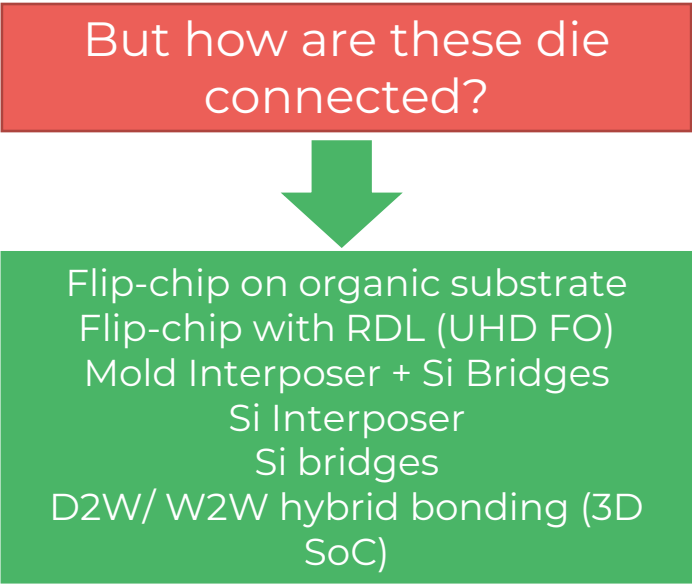 But how are these die
connected?
Flip-chip on organic substrate
Flip-chip with RDL (UHD FO)
Mold Interposer + Si Bridges
Si Interposer
Si bridges
D2W/ W2W hybrid bonding (3D
SoC)